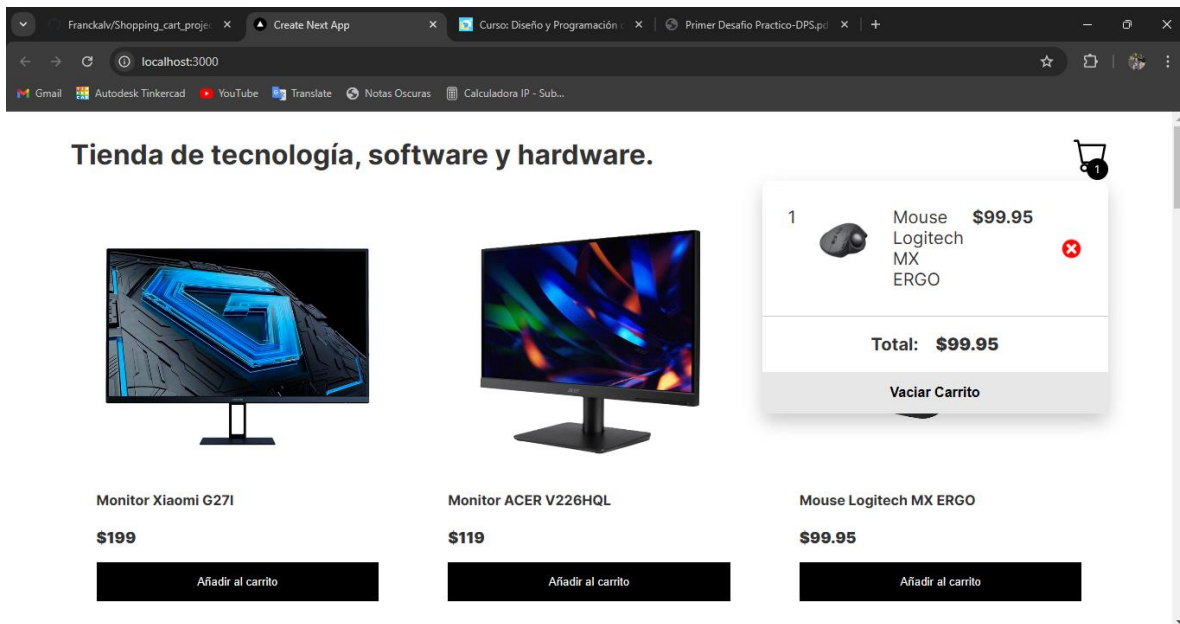 Franckalv/Shopping_cart_projec
Create Next App
Curso: Diseño y Programación
Primer Desafio Practico-DPS.pd
localhost:3000
Gmail
Autodesk Tinkercad
YouTube
Translate
Notas Oscuras
Calculadora IP - Sub...
Tienda de tecnología, software y hardware.
1
1
Mouse
Logitech
MX
ERGO
$99.95
Total: $99.95
Vaciar Carrito
Monitor Xiaomi G27I
$199
Añadir al carrito
Monitor ACER V226HQL
$119
Añadir al carrito
Mouse Logitech MX ERGO
$99.95
Añadir al carrito